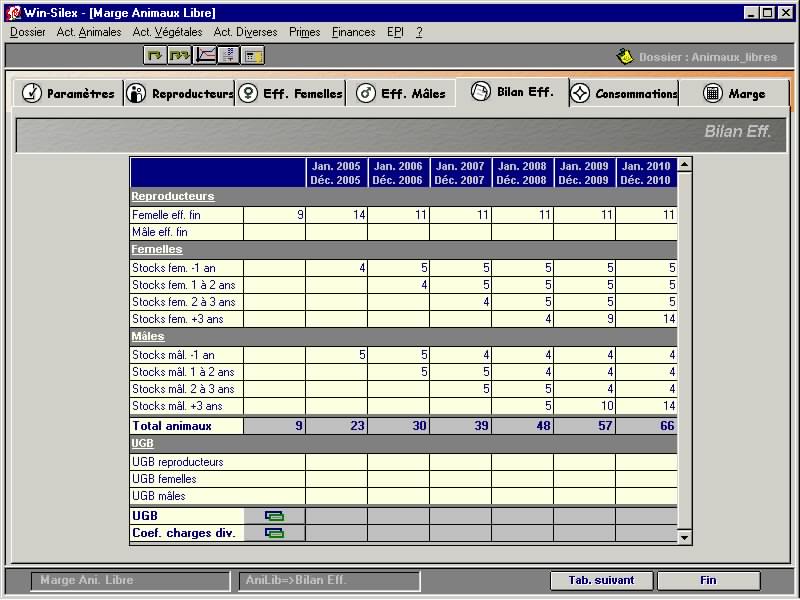 Win-Silex - [Marge Animaux Libre]
Dossier Act. Animales Act. Végétales Act. Diverses Primes Finances EPI ?
Dossier : Animaux_libres
Paramètres Reproducteurs Eff. Femelles Eff. Mâles Bilan Eff. Consommations Marge
Bilan Eff.
Jan. 2005 Jan. 2006 Jan. 2007 Jan. 2008 Jan. 2009 Jan. 2010
Déc. 2005 Déc. 2006 Déc. 2007 Déc. 2008 Déc. 2009 Déc. 2010
Reproducteurs
Femelle eff. fin 9 14 11 11 11 11 11
Mâle eff. fin
Femelles
Stocks fem. -1 an 4 5 5 5 5 5
Stocks fem. 1 à 2 ans 4 5 5 5 5
Stocks fem. 2 à 3 ans 4 5 5 5
Stocks fem. +3 ans 4 9 14
Mâles
Stocks mâl. -1 an 5 5 4 4 4 4
Stocks mâl. 1 à 2 ans 5 5 4 4 4
Stocks mâl. 2 à 3 ans 5 5 4 4
Stocks mâl. +3 ans 5 10 14
Total animaux 9 23 30 39 48 57 66
UGB
UGB reproducteurs
UGB femelles
UGB mâles
UGB
Coef. charges div.
Marge Ani. Libre AniLib=>Bilan Eff. Tab. suivant Fin